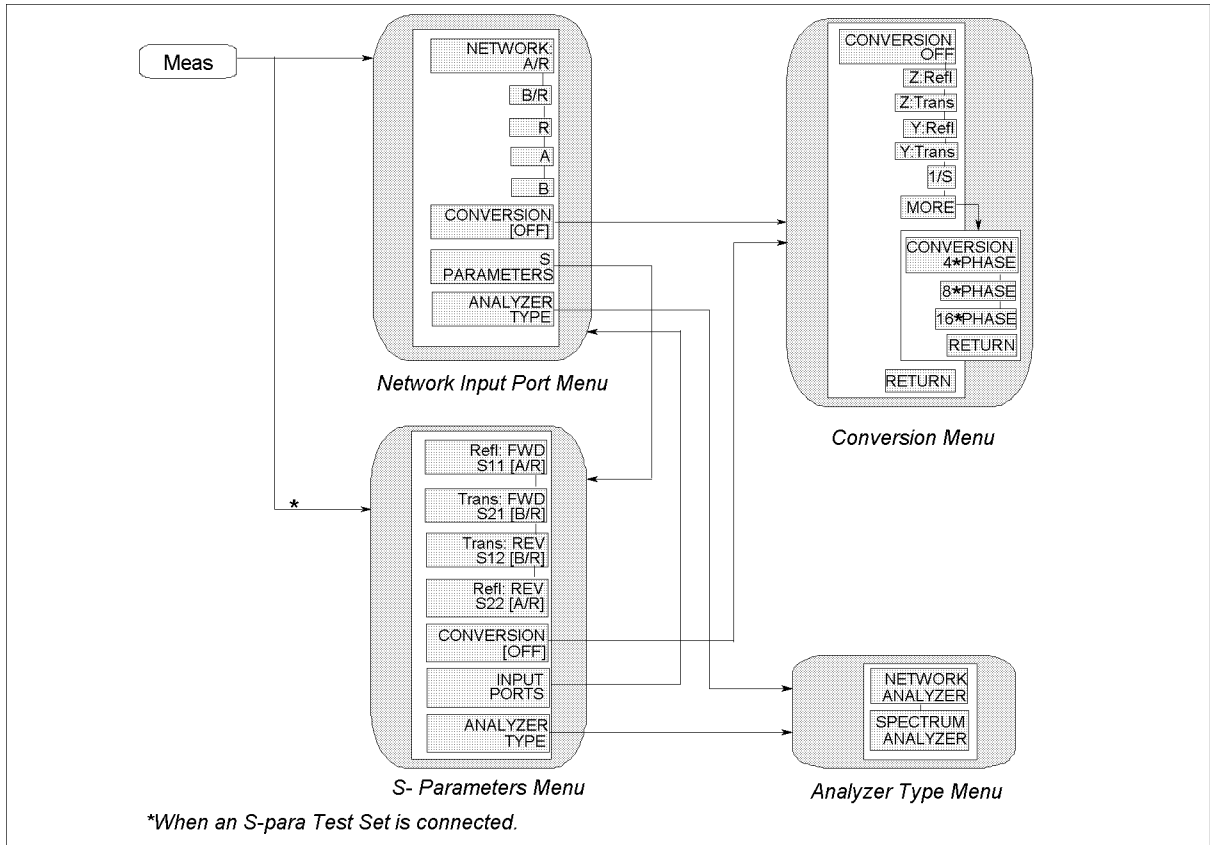 Meas
NETWORK:
A/R
B/R
R
A
B
CONVERSION
[OFF]
S
PARAMETERS
ANALYZER
TYPE
Network Input Port Menu
CONVERSION
OFF
Z:Refl
Z:Trans
Y:Refl
Y:Trans
1/S
MORE
CONVERSION
4*PHASE
8*PHASE
16*PHASE
RETURN
RETURN
Conversion Menu
*
Refl: FWD
S11 [A/R]
Trans: FWD
S21 [B/R]
Trans: REV
S12 [B/R]
Refl: REV
S22 [A/R]
CONVERSION
[OFF]
INPUT
PORTS
ANALYZER
TYPE
S- Parameters Menu
NETWORK
ANALYZER
SPECTRUM
ANALYZER
Analyzer Type Menu
*When an S-para Test Set is connected.